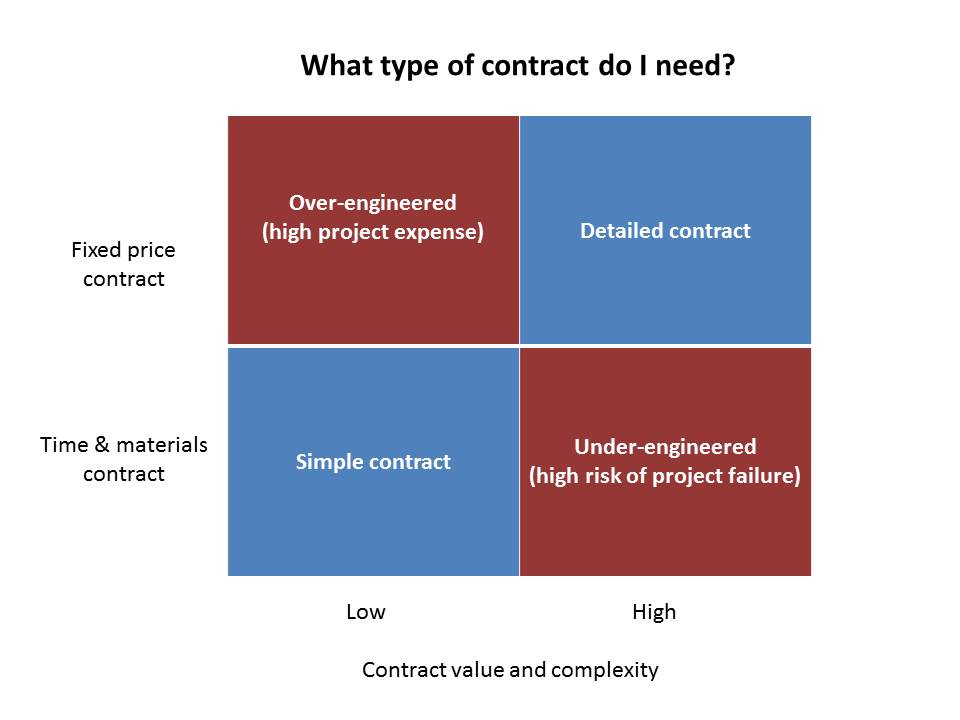 What type of contract do I need?
Over-engineered
(high project expense)
Detailed contract
Fixed price
contract
Time & materials
contract
Simple contract
Under-engineered
(high risk of project failure)
Low
High
Contract value and complexity